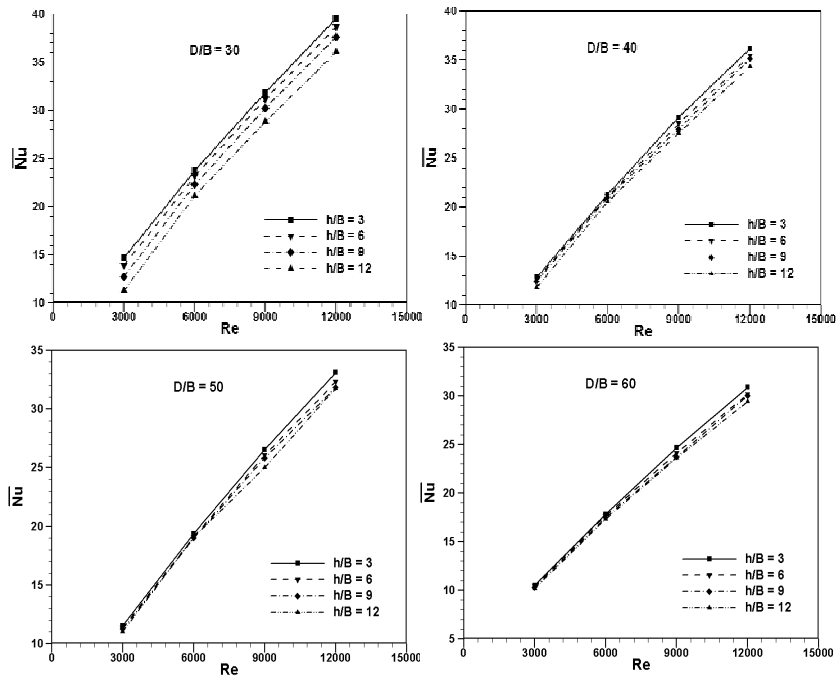 40
35
30
25
20
15
10
Nu
D/B = 30
h/B = 3
h/B = 6
h/B = 9
h/B = 12
0 3000 6000 9000 12000 15000
Re
40
35
30
25
20
15
10
Nu
D/B = 40
h/B = 3
h/B = 6
h/B = 9
h/B = 12
0 3000 6000 9000 12000 15000
Re
35
30
25
20
15
10
Nu
D/B = 50
h/B = 3
h/B = 6
h/B = 9
h/B = 12
0 3000 6000 9000 12000 15000
Re
35
30
25
20
15
10
5
Nu
D/B = 60
h/B = 3
h/B = 6
h/B = 9
h/B = 12
0 3000 6000 9000 12000 15000
Re